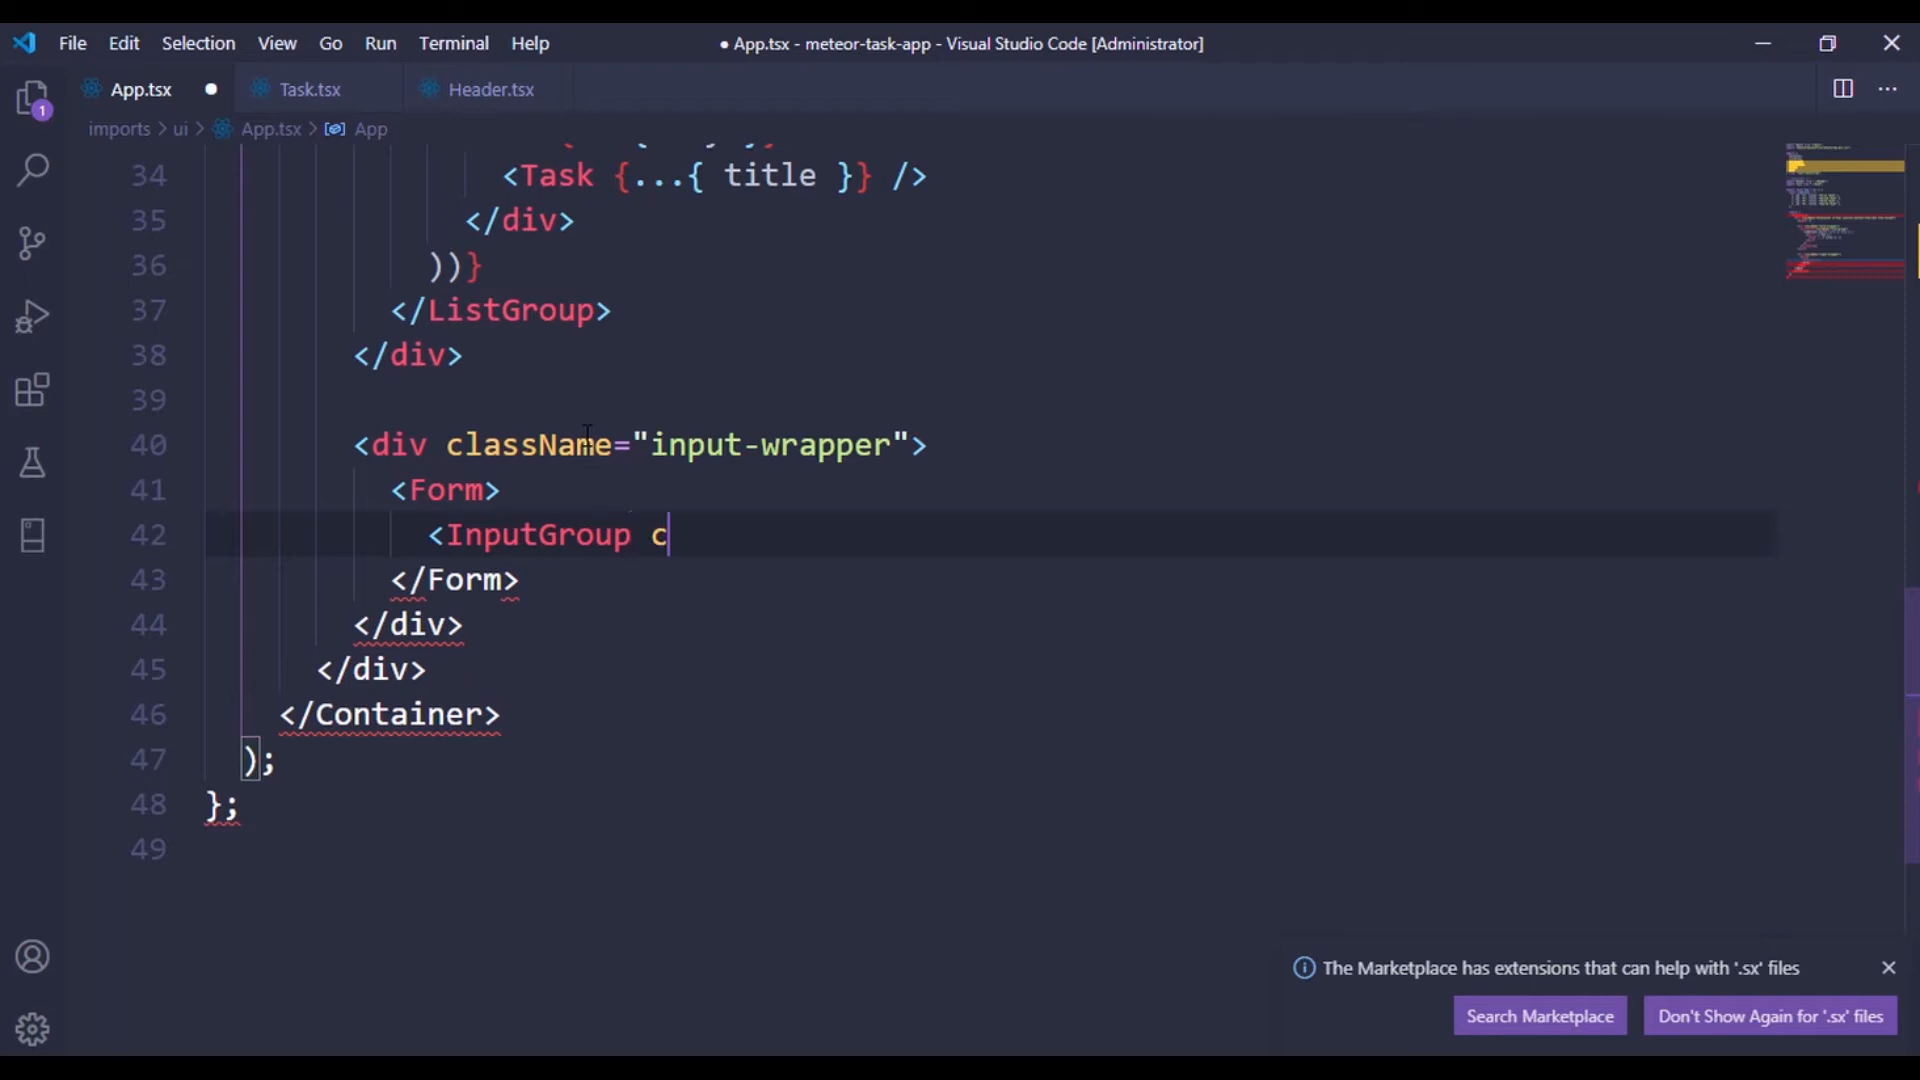 File Edit Selection View Go Run Terminal Help
● App.tsx - meteor-task-app - Visual Studio Code [Administrator]
App.tsx Task.tsx Header.tsx
1
imports > ui > App.tsx > App
34 <Task {...{ title }} />
35 </div>
36 ))}
37 </ListGroup>
38 </div>
39
40 <div className="input-wrapper">
41 <Form>
42 <InputGroup c
43 </Form>
44 </div>
45 </div>
46 </Container>
47 );
48 };
49
The Marketplace has extensions that can help with '.sx' files
Search Marketplace Don't Show Again for '.sx' files